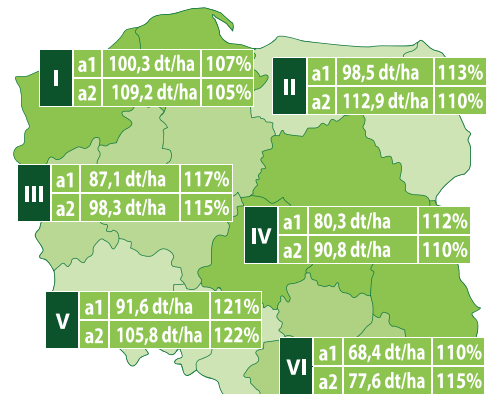 I a1 100,3 dt/ha 107%
a2 109,2 dt/ha 105%
II a1 98,5 dt/ha 113%
a2 112,9 dt/ha 110%
III a1 87,1 dt/ha 117%
a2 98,3 dt/ha 115%
IV a1 80,3 dt/ha 112%
a2 90,8 dt/ha 110%
V a1 91,6 dt/ha 121%
a2 105,8 dt/ha 122%
VI a1 68,4 dt/ha 110%
a2 77,6 dt/ha 115%